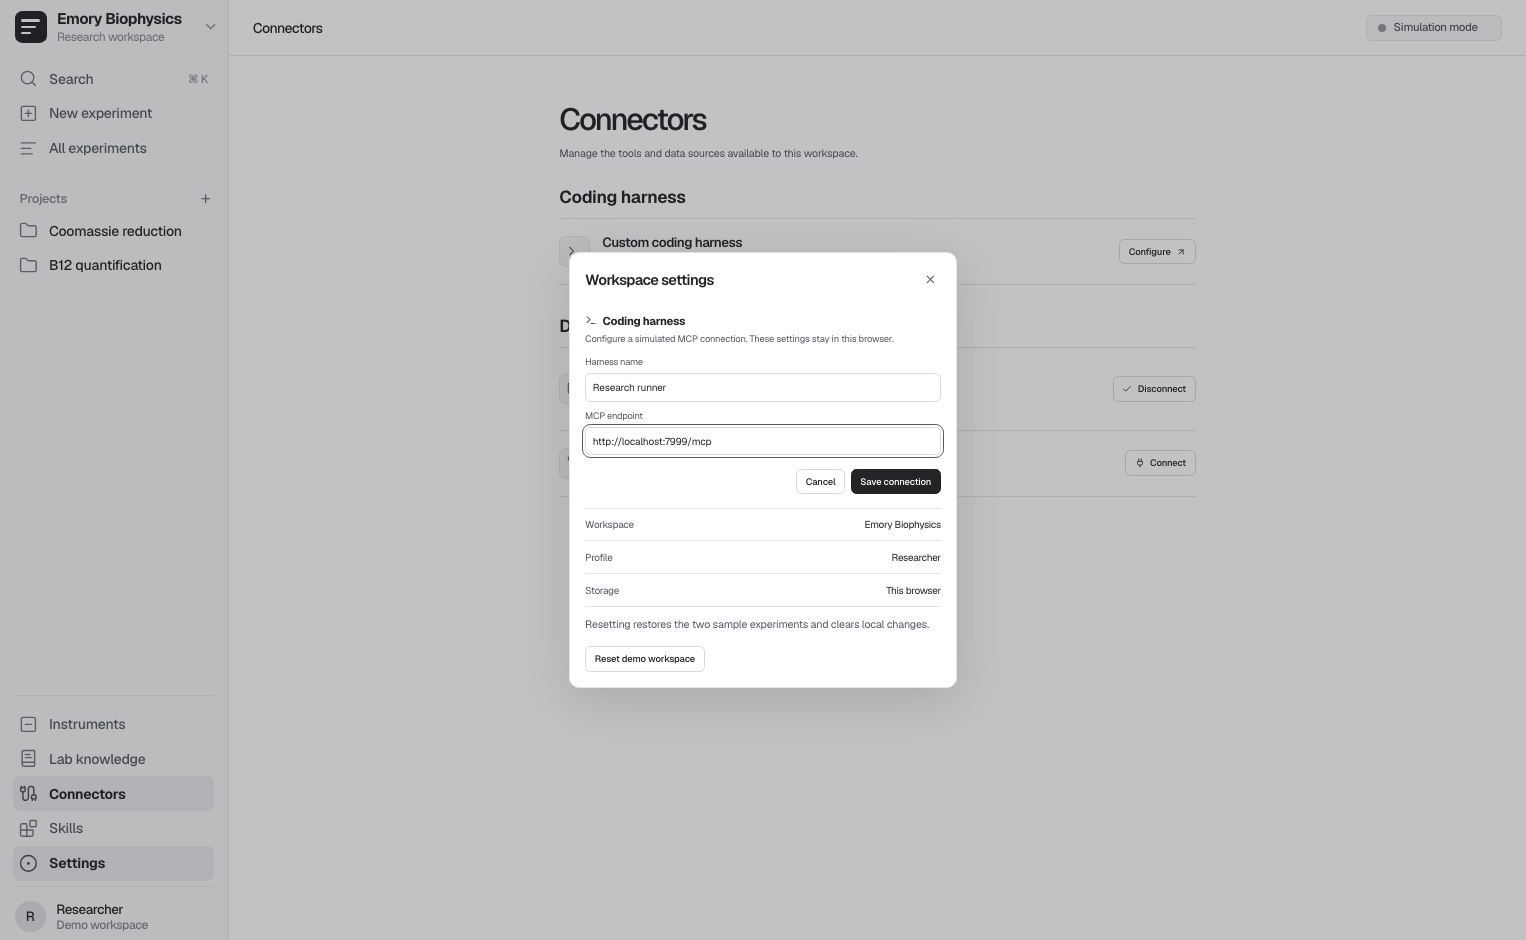 Emory Biophysics
Research workspace
Search ⌘ K
New experiment
All experiments
Projects +
Coomassie reduction
B12 quantification
Instruments
Lab knowledge
Connectors
Skills
Settings
R
Researcher
Demo workspace
Connectors
Simulation mode
Connectors
Manage the tools and data sources available to this workspace.
Coding harness
Custom coding harness
Configure
D
Disconnect
Connect
Workspace settings
Coding harness
Configure a simulated MCP connection. These settings stay in this browser.
Harness name
Research runner
MCP endpoint
http://localhost:7999/mcp
Cancel
Save connection
Workspace Emory Biophysics
Profile Researcher
Storage This browser
Resetting restores the two sample experiments and clears local changes.
Reset demo workspace